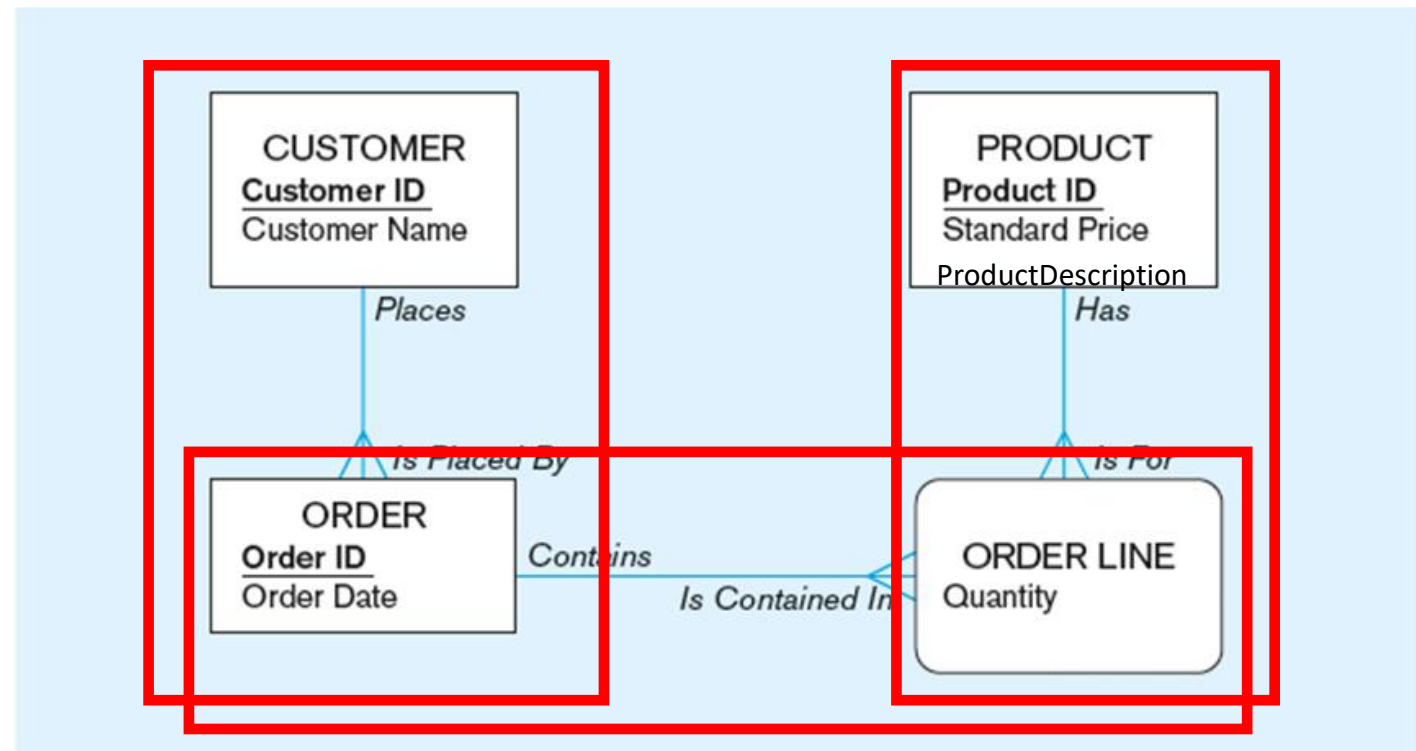 CUSTOMER
Customer ID
Customer Name
Places
Is Placed By
ORDER
Order ID
Order Date
Contains
Is Contained In
PRODUCT
Product ID
Standard Price
ProductDescription
Has
Is For
ORDER LINE
Quantity